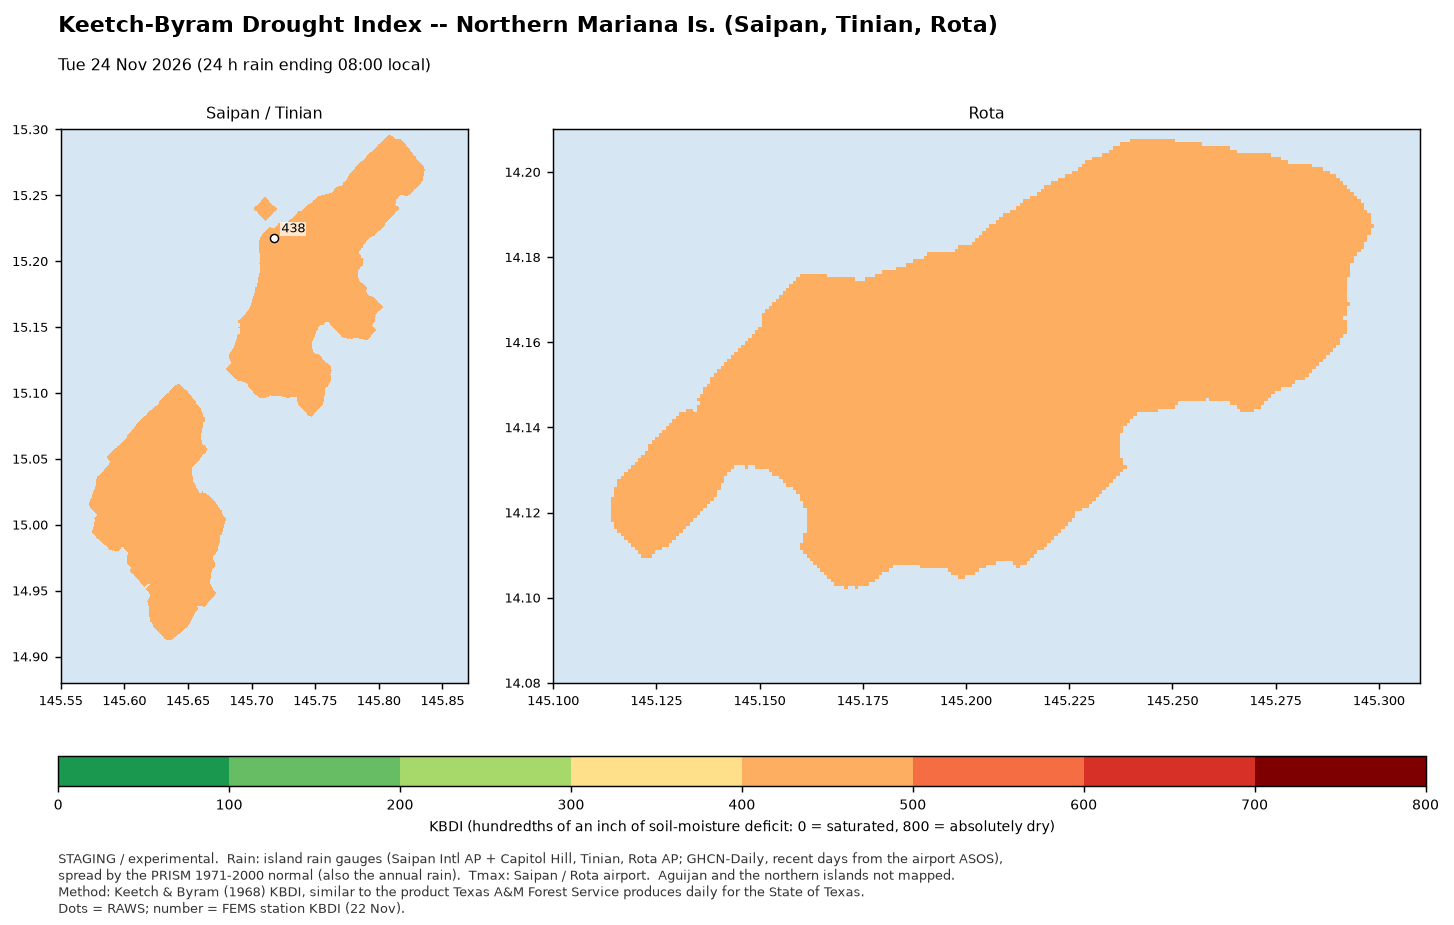 Keetch-Byram Drought Index -- Northern Mariana Is. (Saipan, Tinian, Rota)
Tue 24 Nov 2026 (24 h rain ending 08:00 local)
Saipan / Tinian
Rota
15.30
15.25
15.20
15.15
15.10
15.05
15.00
14.95
14.90
438
145.55 145.60 145.65 145.70 145.75 145.80 145.85
14.20
14.18
14.16
14.14
14.12
14.10
14.08
145.100 145.125 145.150 145.175 145.200 145.225 145.250 145.275 145.300
0 100 200 300 400 500 600 700 800
KBDI (hundredths of an inch of soil-moisture deficit: 0 = saturated, 800 = absolutely dry)
STAGING / experimental.  Rain: island rain gauges (Saipan Intl AP + Capitol Hill, Tinian, Rota AP; GHCN-Daily, recent days from the airport ASOS),
spread by the PRISM 1971-2000 normal (also the annual rain).  Tmax: Saipan / Rota airport.  Aguijan and the northern islands not mapped.
Method: Keetch & Byram (1968) KBDI, similar to the product Texas A&M Forest Service produces daily for the State of Texas.
Dots = RAWS; number = FEMS station KBDI (22 Nov).